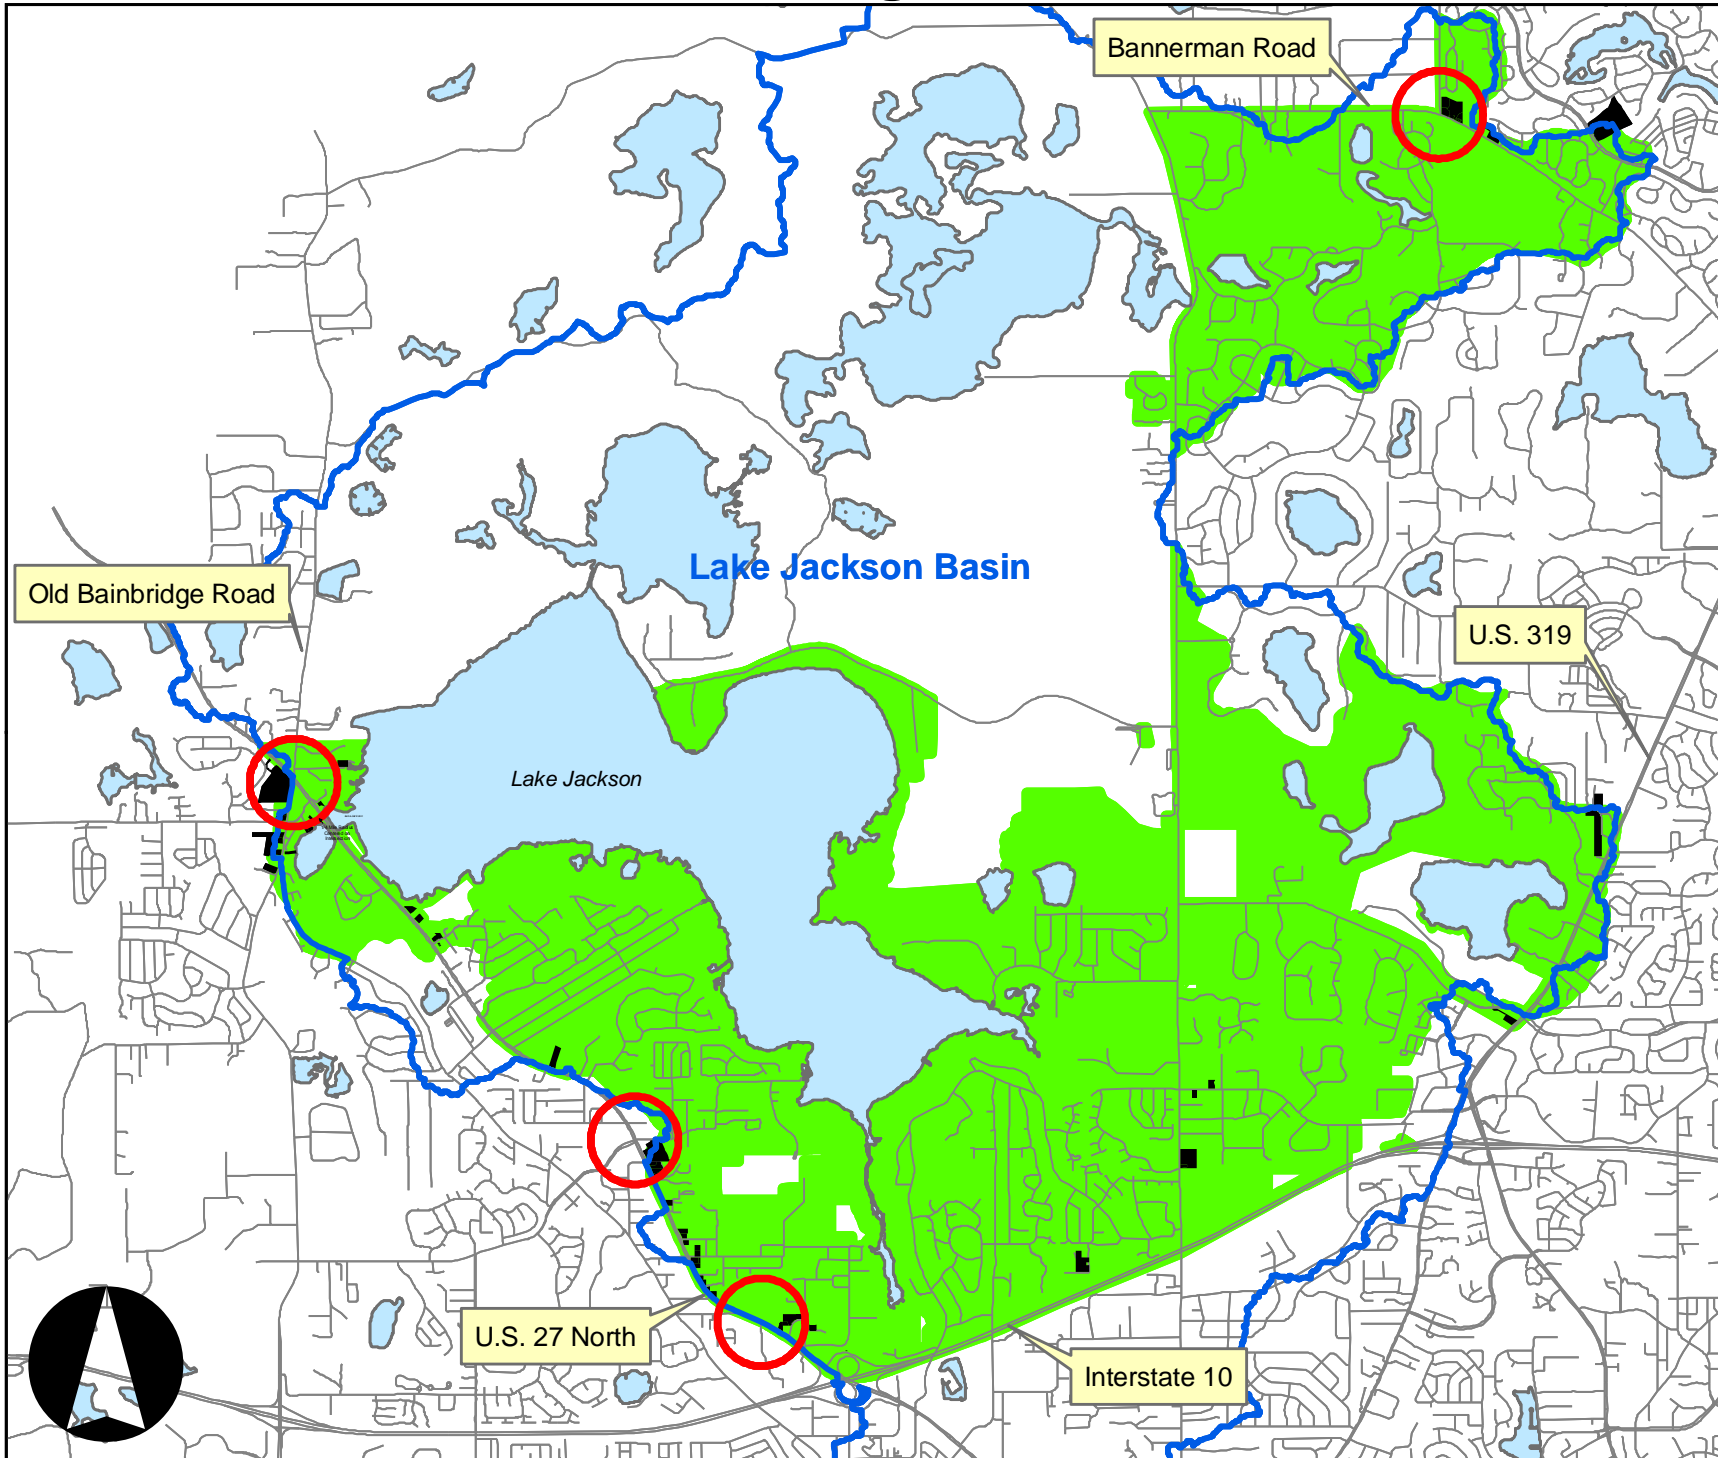 Bannerman Road
Lake Jackson Basin
Old Bainbridge Road
U.S. 319
Lake Jackson
U.S. 27 North
Interstate 10